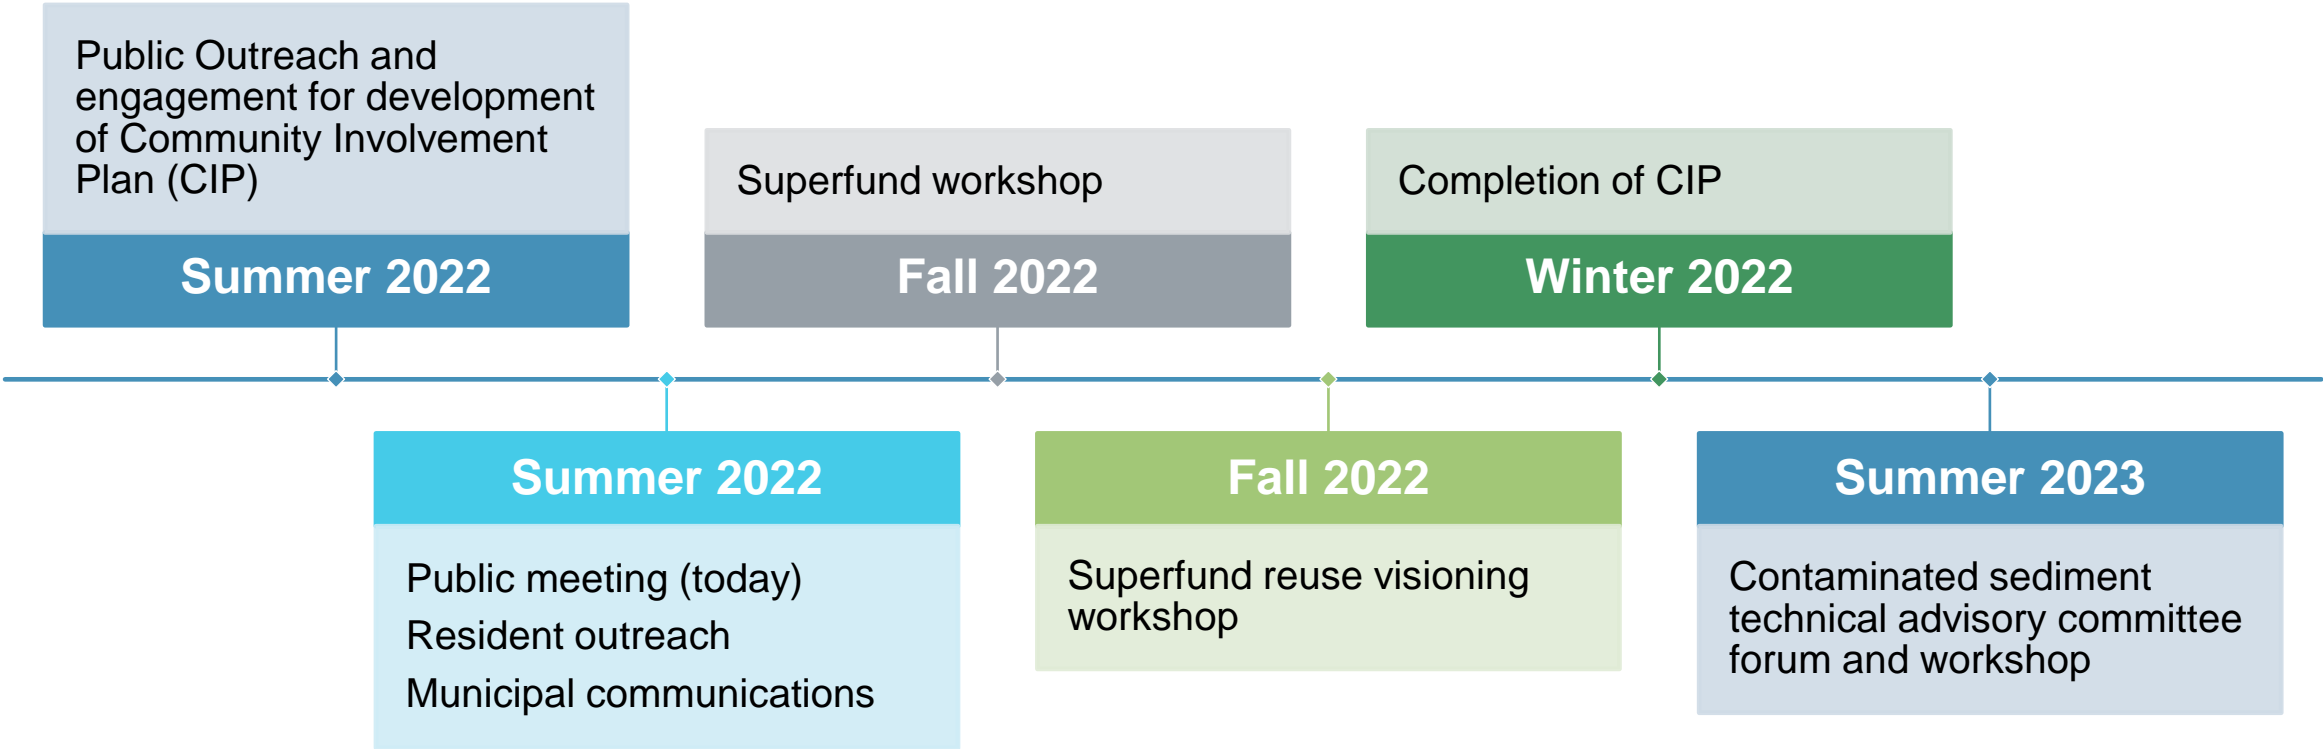 Public Outreach and
engagement for development
of Community Involvement
Plan (CIP)
Summer 2022
Summer 2022
Public meeting (today)
Resident outreach
Municipal communications
Superfund workshop
Fall 2022
Fall 2022
Superfund reuse visioning
workshop
Completion of CIP
Winter 2022
Summer 2023
Contaminated sediment
technical advisory committee
forum and workshop